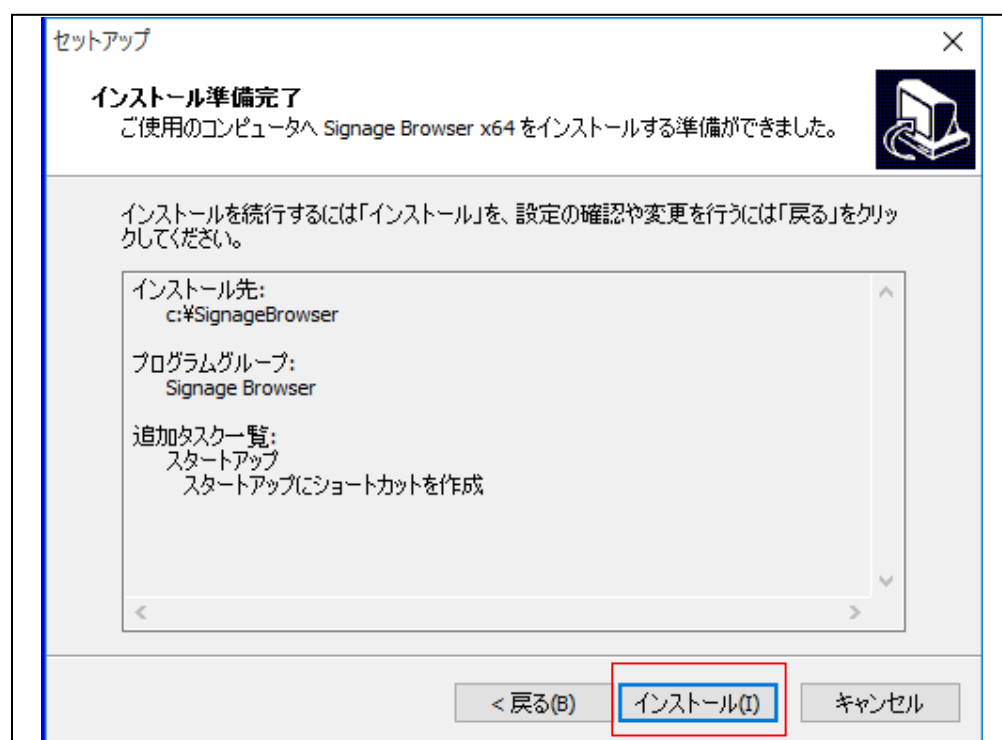 セットアップ
インストール準備完了
ご使用のコンピュータへ Signage Browser x64 をインストールする準備ができました。
インストールを続行するには「インストール」を、設定の確認や変更を行うには「戻る」をクリッ
クしてください。
インストール先:
c:¥SignageBrowser
プログラムグループ:
Signage Browser
追加タスク一覧:
スタートアップ
スタートアップにショートカットを作成
< 戻る(B)
インストール(I)
キャンセル